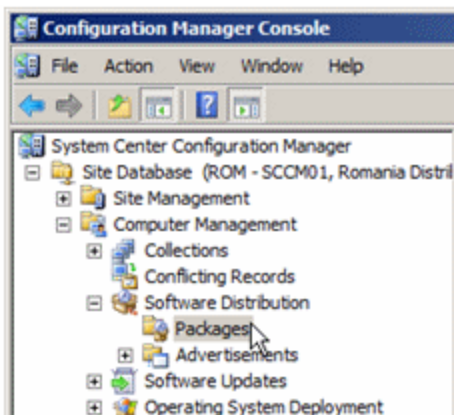 Configuration Manager Console
File Action View Window Help
System Center Configuration Manager
Site Database (ROM - SCCM01, Romania Distri
Site Management
Computer Management
Collections
Conflicting Records
Software Distribution
Packages
Advertisements
Software Updates
Operating System Deployment